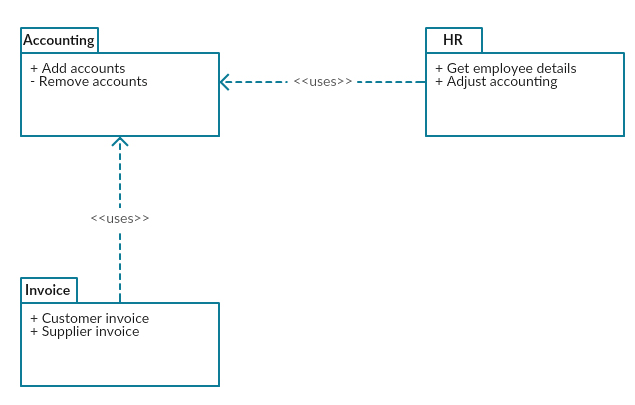 Accounting
+ Add accounts
- Remove accounts
<<uses>>
HR
+ Get employee details
+ Adjust accounting
<<uses>>
Invoice
+ Customer invoice
+ Supplier invoice